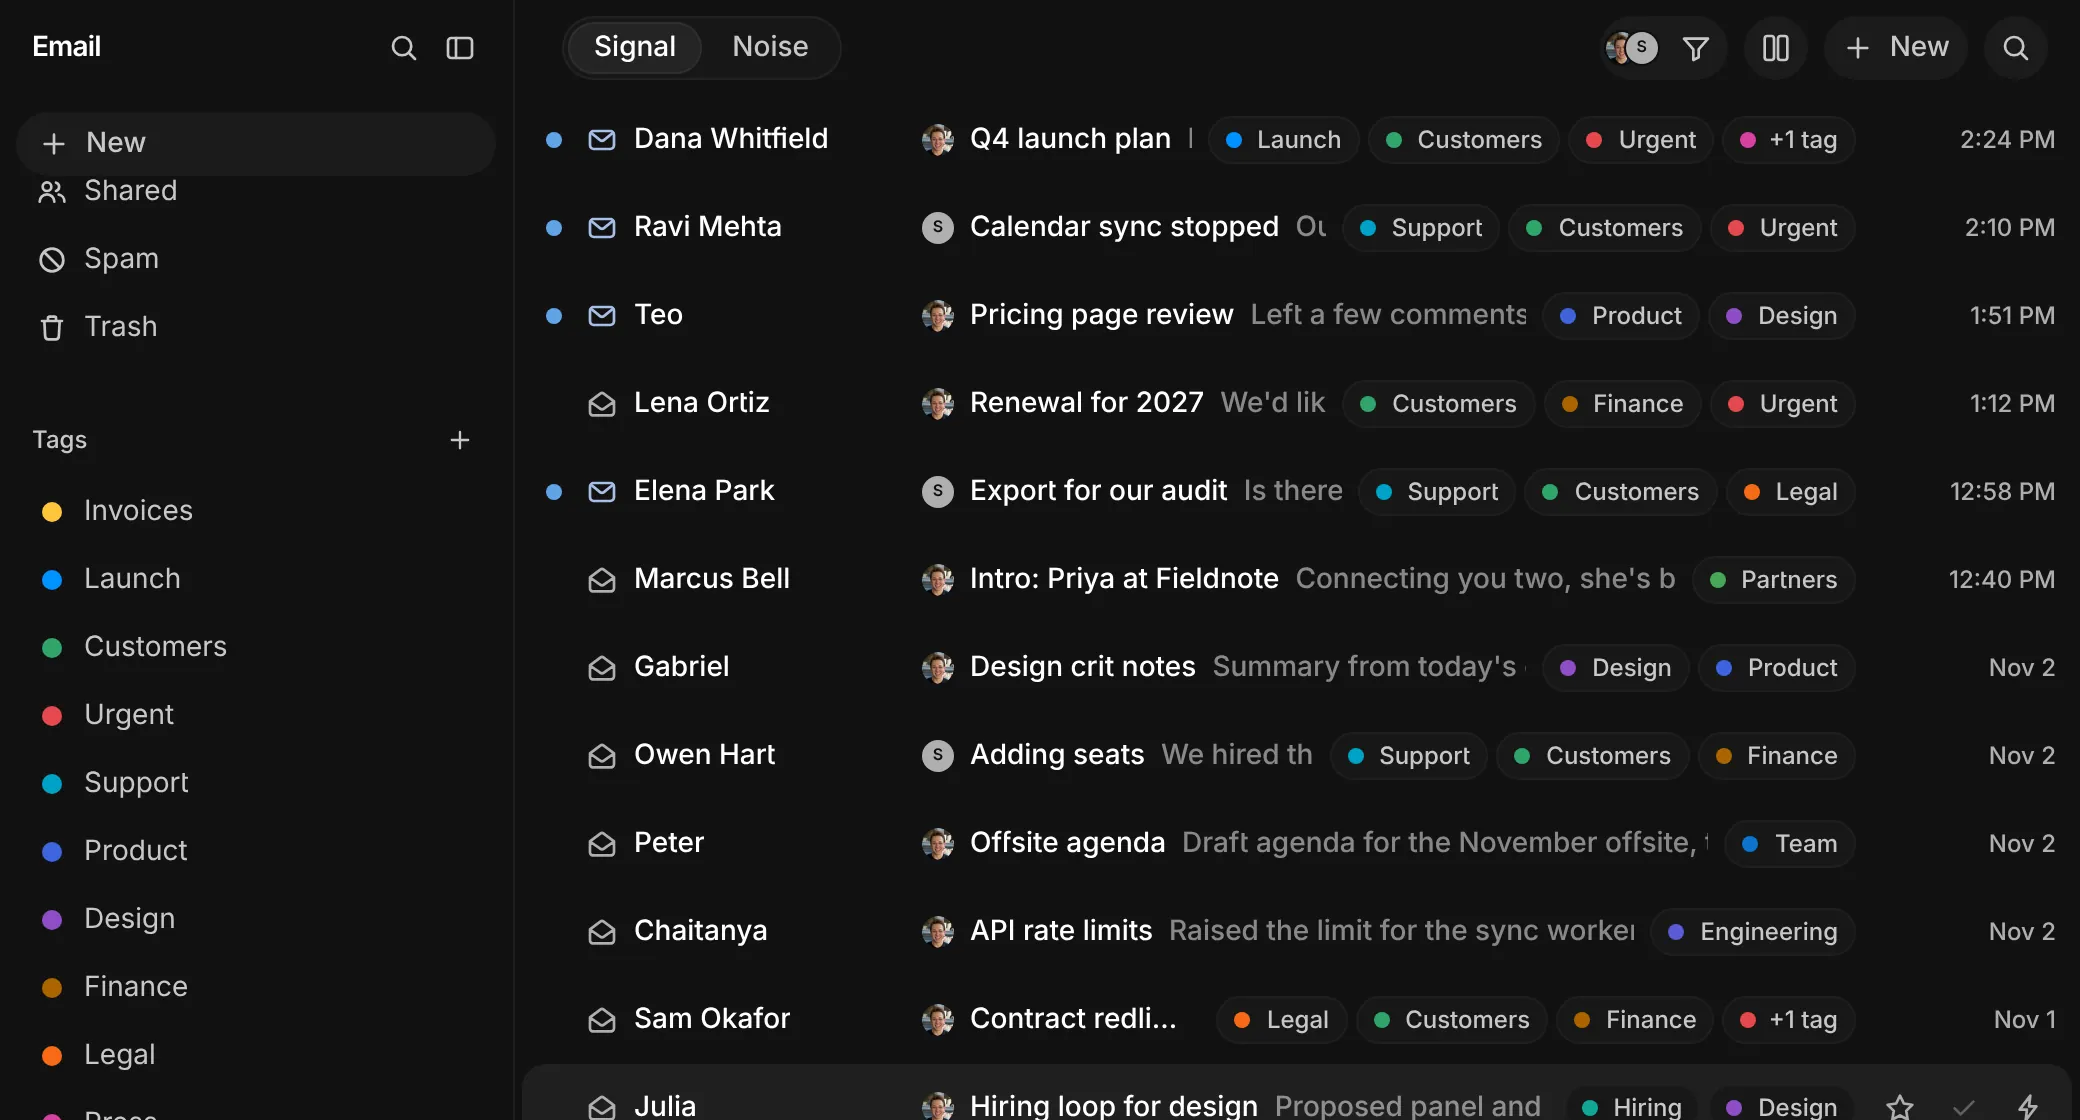 Email
New
Shared
Spam
Trash
Tags
Invoices
Launch
Customers
Urgent
Support
Product
Design
Finance
Legal
Press
Signal Noise
S New
Dana Whitfield Q4 launch plan Launch Customers Urgent +1 tag 2:24 PM
Ravi Mehta S Calendar sync stopped Ou Support Customers Urgent 2:10 PM
Teo Pricing page review Left a few comments Product Design 1:51 PM
Lena Ortiz Renewal for 2027 We'd lik Customers Finance Urgent 1:12 PM
Elena Park S Export for our audit Is there Support Customers Legal 12:58 PM
Marcus Bell Intro: Priya at Fieldnote Connecting you two, she's b Partners 12:40 PM
Gabriel Design crit notes Summary from today's Design Product Nov 2
Owen Hart S Adding seats We hired th Support Customers Finance Nov 2
Peter Offsite agenda Draft agenda for the November offsite, Team Nov 2
Chaitanya API rate limits Raised the limit for the sync worker Engineering Nov 2
Sam Okafor Contract redli... Legal Customers Finance +1 tag Nov 1
Julia Hiring loop for design Proposed panel and Hiring Design